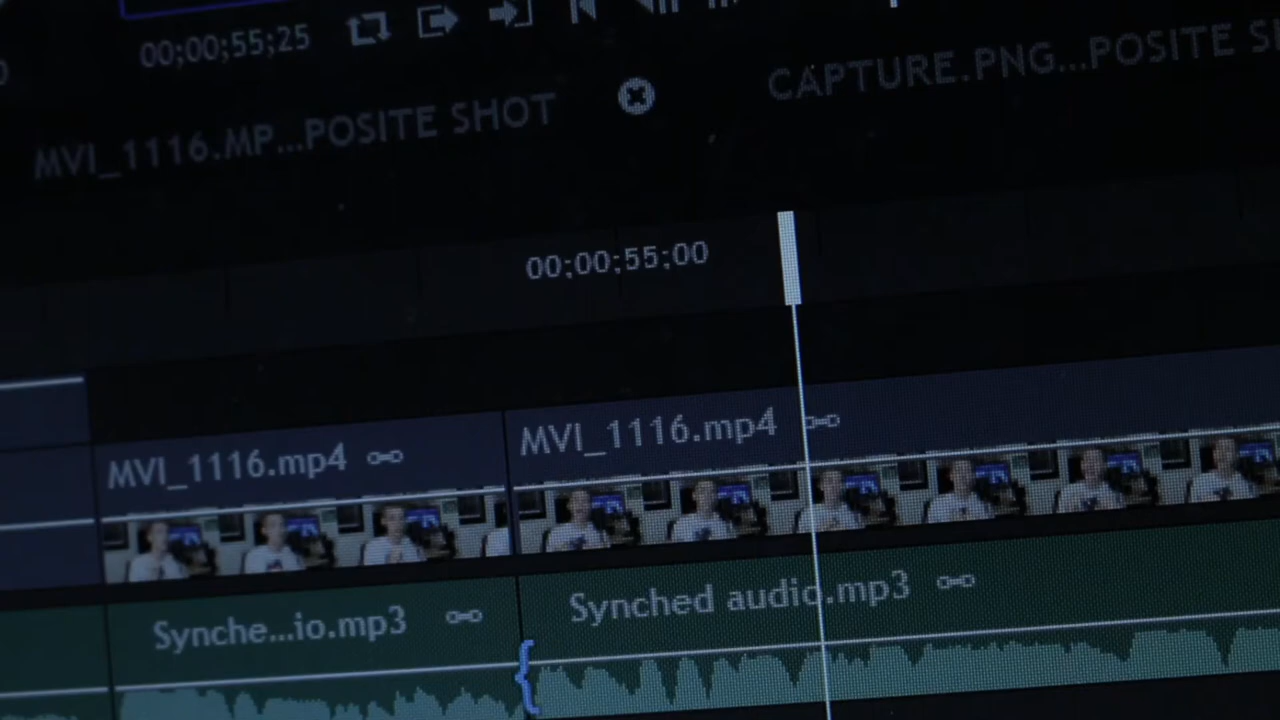 00;00;55;25
MVI_1116.MP...POSITE SHOT
CAPTURE.PNG...POSITE
00;00;55;00
MVI_1116.mp4
MVI_1116.mp4
Synche...io.mp3
Synched audio.mp3